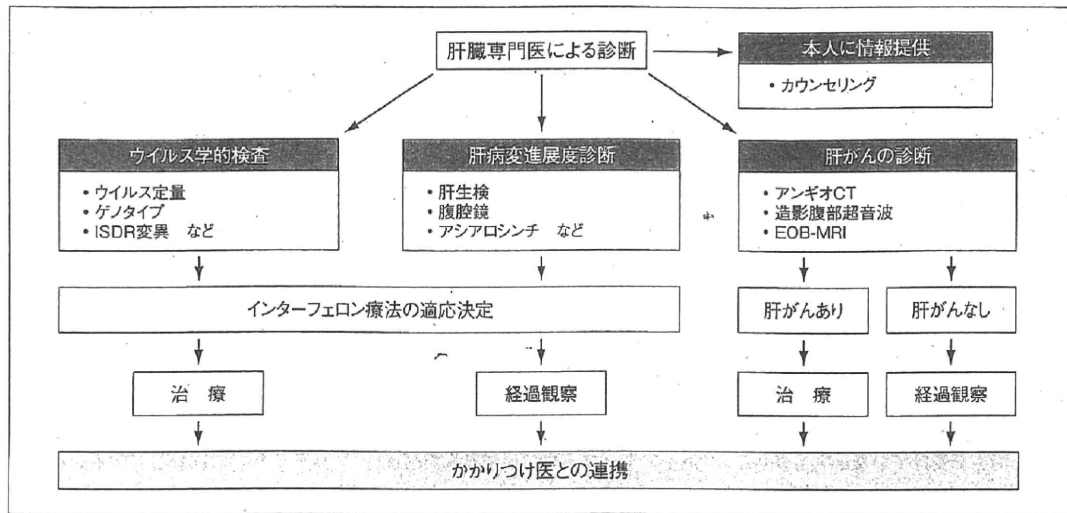 肝臓専門医による診断
本人に情報提供
• カウンセリング
ウイルス学的検査
• ウイルス定量
• ゲノタイプ
• ISDR変異 など
肝病変進展度診断
• 肝生検
• 腹腔鏡
• アシアロシンチ など
肝がんの診断
• アンギオCT
• 造影腹部超音波
• EOB-MRI
インターフェロン療法の適応決定
肝がんあり
肝がんなし
治 療
経過観察
治 療
経過観察
かかりつけ医との連携